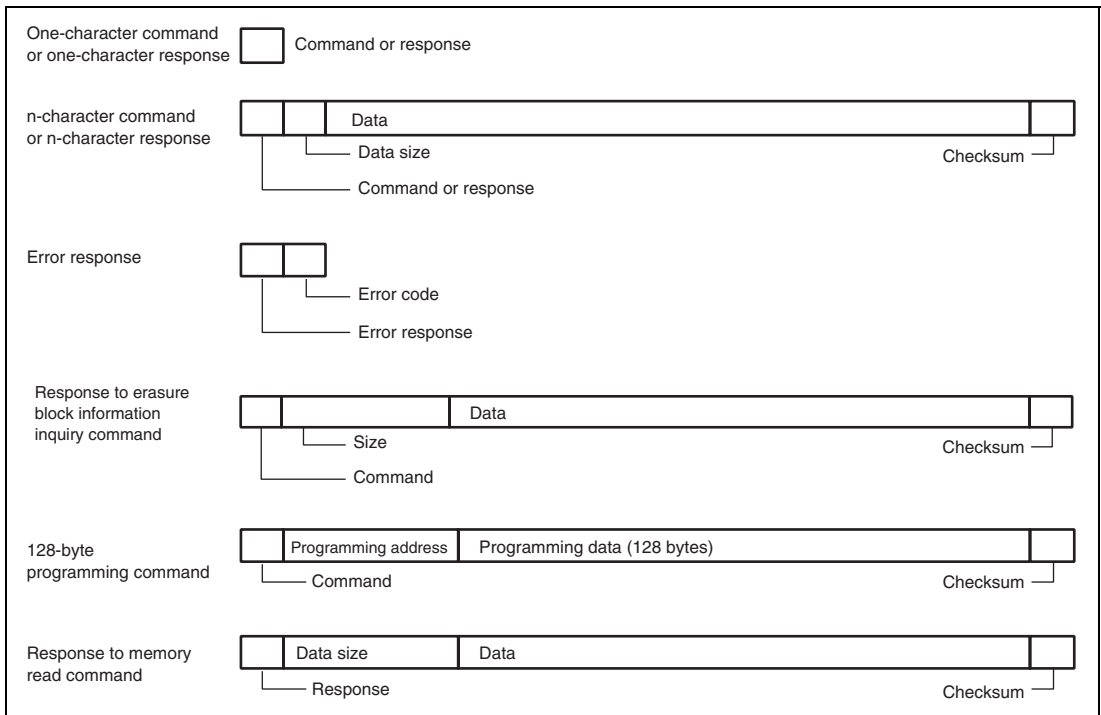 One-character command
or one-character response
Command or response
n-character command
or n-character response
Data
Data size
Checksum
Command or response
Error response
Error code
Error response
Response to erasure
block information
inquiry command
Data
Size
Checksum
Command
128-byte
programming command
Programming address
Programming data (128 bytes)
Command
Checksum
Response to memory
read command
Data size
Data
Response
Checksum